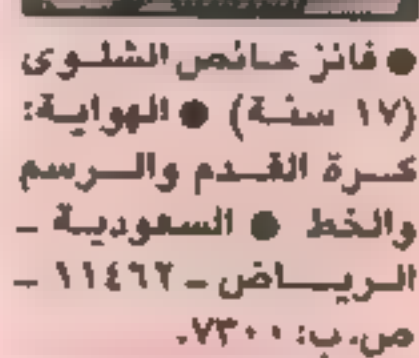 ● فائز عائض الشلوى
(١٧ سنة) ● الهواية:
كرة القدم والرسم
والخط ● السعودية ـ
الرياض ـ ١١٤٦٢ ـ
ص.ب: ٧٣٠٠.